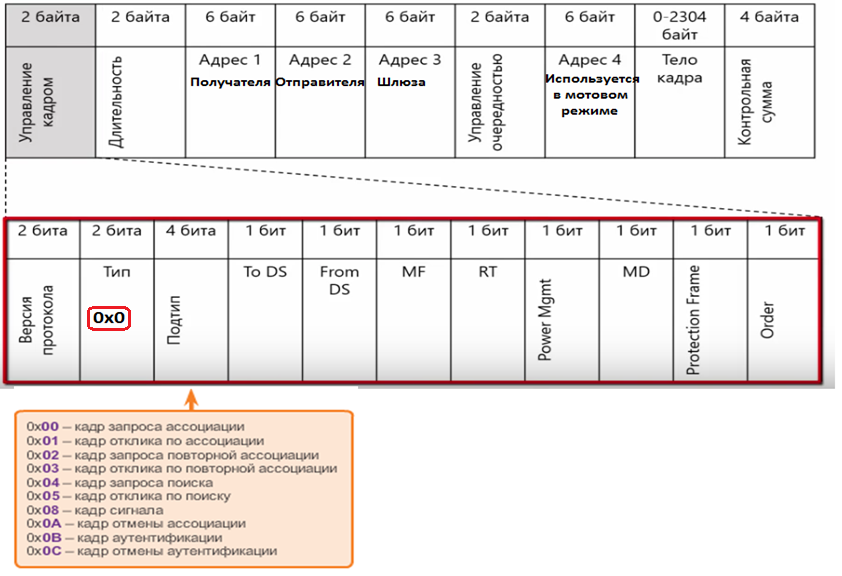 2 байта
2 байта
6 байт
6 байт
6 байт
2 байта
6 байт
0-2304
байт
4 байта
Управление
кадром
Длительность
Адрес 1
Получателя
Адрес 2
Отправителя
Адрес 3
Шлюза
Управление
очередностью
Адрес 4
Используется
в мотовом
режиме
Тело
кадра
Контрольная
сумма
2 бита
2 бита
4 бита
1 бит
1 бит
1 бит
1 бит
1 бит
1 бит
1 бит
1 бит
Версия
протокола
Тип
0x0
Подтип
To DS
From
DS
MF
RT
Power Mgmt
MD
Protection Frame
Order
0x00 – кадр запроса ассоциации
0x01 – кадр отклика по ассоциации
0x02 – кадр запроса повторной ассоциации
0x03 – кадр отклика по повторной ассоциации
0x04 – кадр запроса поиска
0x05 – кадр отклика по поиску
0x08 – кадр сигнала
0x0A – кадр отмены ассоциации
0x0B – кадр аутентификации
0x0C – кадр отмены аутентификации